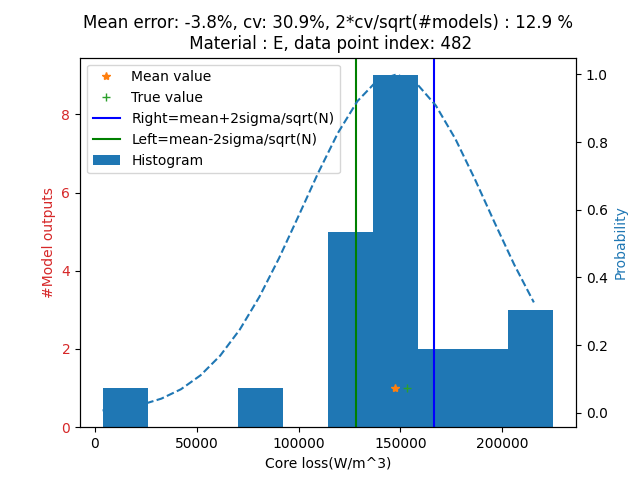 Mean error: -3.8%, cv: 30.9%, 2*cv/sqrt(#models) : 12.9 %
Material : E, data point index: 482
Mean value
True value
Right=mean+2sigma/sqrt(N)
Left=mean-2sigma/sqrt(N)
Histogram
#Model outputs
8
6
4
2
0
1.0
0.8
0.6
0.4
0.2
0.0
Probability
0
50000
100000
150000
200000
Core loss(W/m^3)